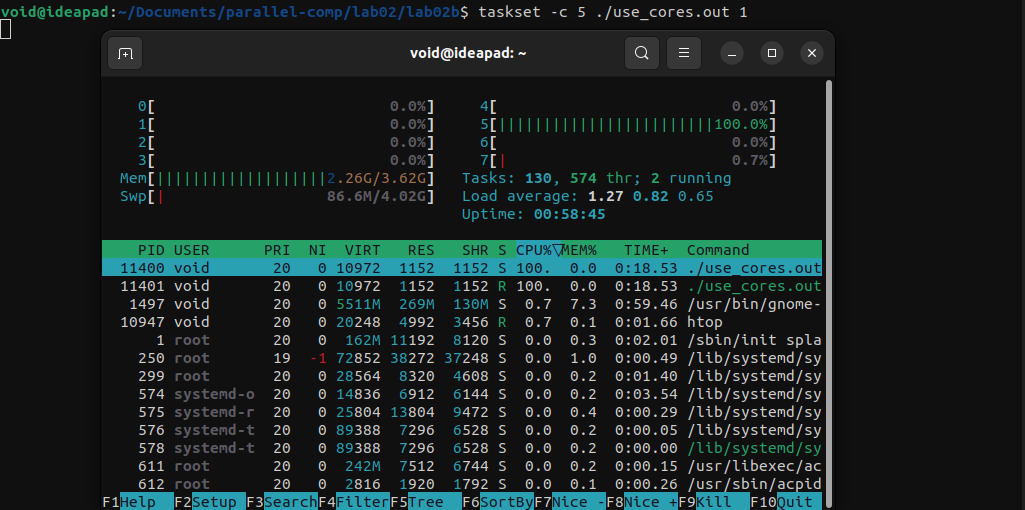 void@ideapad:~/Documents/parallel-comp/lab02/lab02b$ taskset -c 5 ./use_cores.out 1
void@ideapad: ~
0[ 0.0%] 4[ 0.0%]
1[ 0.0%] 5[|||||||||||||||||||||||||100.0%]
2[ 0.0%] 6[ 0.0%]
3[ 0.0%] 7[| 0.7%]
Mem[|||||||||||||||||||2.26G/3.62G] Tasks: 130, 574 thr; 2 running
Swp[| 86.6M/4.02G] Load average: 1.27 0.82 0.65
Uptime: 00:58:45
PID USER PRI NI VIRT RES SHR S CPU%▽MEM% TIME+ Command
11400 void 20 0 10972 1152 1152 S 100. 0.0 0:18.53 ./use_cores.out
11401 void 20 0 10972 1152 1152 R 100. 0.0 0:18.53 ./use_cores.out
1497 void 20 0 5511M 269M 130M S 0.7 7.3 0:59.46 /usr/bin/gnome-
10947 void 20 0 20248 4992 3456 R 0.7 0.1 0:01.66 htop
1 root 20 0 162M 11192 8120 S 0.0 0.3 0:02.01 /sbin/init spla
250 root 19 -1 72852 38272 37248 S 0.0 1.0 0:00.49 /lib/systemd/sy
299 root 20 0 28564 8320 4608 S 0.0 0.2 0:01.40 /lib/systemd/sy
574 systemd-o 20 0 14836 6912 6144 S 0.0 0.2 0:03.54 /lib/systemd/sy
575 systemd-r 20 0 25804 13804 9472 S 0.0 0.4 0:00.29 /lib/systemd/sy
576 systemd-t 20 0 89388 7296 6528 S 0.0 0.2 0:00.05 /lib/systemd/sy
578 systemd-t 20 0 89388 7296 6528 S 0.0 0.2 0:00.00 /lib/systemd/sy
611 root 20 0 242M 7512 6744 S 0.0 0.2 0:00.15 /usr/libexec/ac
612 root 20 0 2816 1920 1792 S 0.0 0.1 0:00.26 /usr/sbin/acpid
F1Help F2Setup F3SearchF4FilterF5Tree F6SortByF7Nice -F8Nice +F9Kill F10Quit